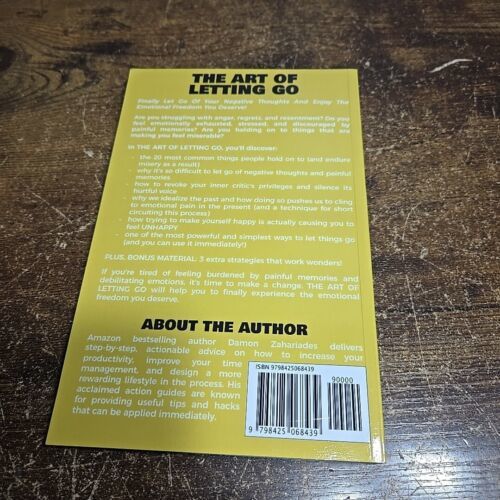 THE ART OF
LETTING GO
Finally Let Go Of Your Negative Thoughts And Enjoy The
Emotional Freedom You Deserve!
Are you struggling with anger, regrets, and resentment? Do you
feel emotionally exhausted, stressed, and discouraged by
painful memories? Are you holding on to things that are
making you feel miserable?
In THE ART OF LETTING GO, you'll discover:
- the 20 most common things people hold on to (and endure
misery as a result)
- why it's so difficult to let go of negative thoughts and painful
memories
- how to revoke your inner critic's privileges and silence its
hurtful voice
- why we idealize the past and how doing so pushes us to cling
to emotional pain in the present (and a technique for short
circuiting this process)
- how trying to make yourself happy is actually causing you to
feel UNHAPPY
- one of the most powerful and simplest ways to let things go
(and you can use it immediately!)
PLUS, BONUS MATERIAL: 3 extra strategies that work wonders!
If you're tired of feeling burdened by painful memories and
debilitating emotions, it's time to make a change. THE ART OF
LETTING GO will help you to finally experience the emotional
freedom you deserve.
ABOUT THE AUTHOR
Amazon bestselling author Damon Zahariades delivers
step-by-step, actionable advice on how to increase your
productivity, improve your time
management, and design a more
rewarding lifestyle in the process. His
acclaimed action guides are known
for providing useful tips and hacks
that can be applied immediately.
ISBN 9798425068439
90000
9 798425 068439